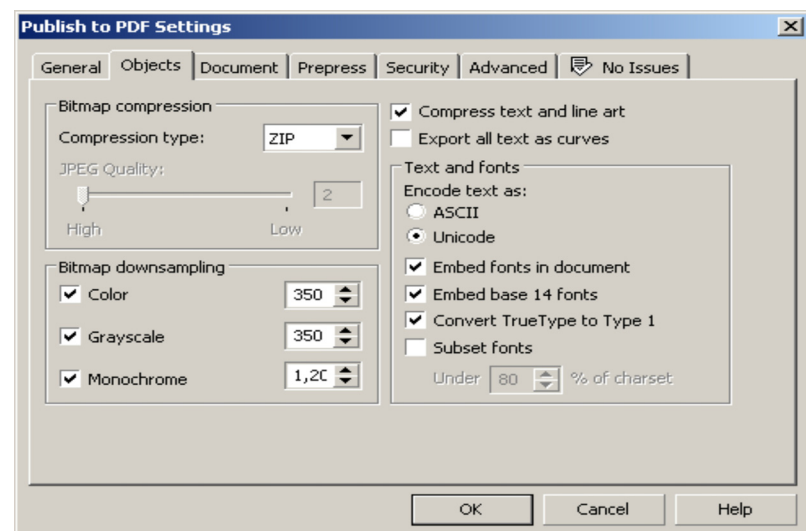 Publish to PDF Settings
General Objects Document Prepress Security Advanced No Issues
Bitmap compression
Compression type: ZIP
JPEG Quality:
2
High Low
Bitmap downsampling
Color 350
Grayscale 350
Monochrome 1,20
Compress text and line art
Export all text as curves
Text and fonts
Encode text as:
ASCII
Unicode
Embed fonts in document
Embed base 14 fonts
Convert TrueType to Type 1
Subset fonts
Under 80 % of charset
OK Cancel Help